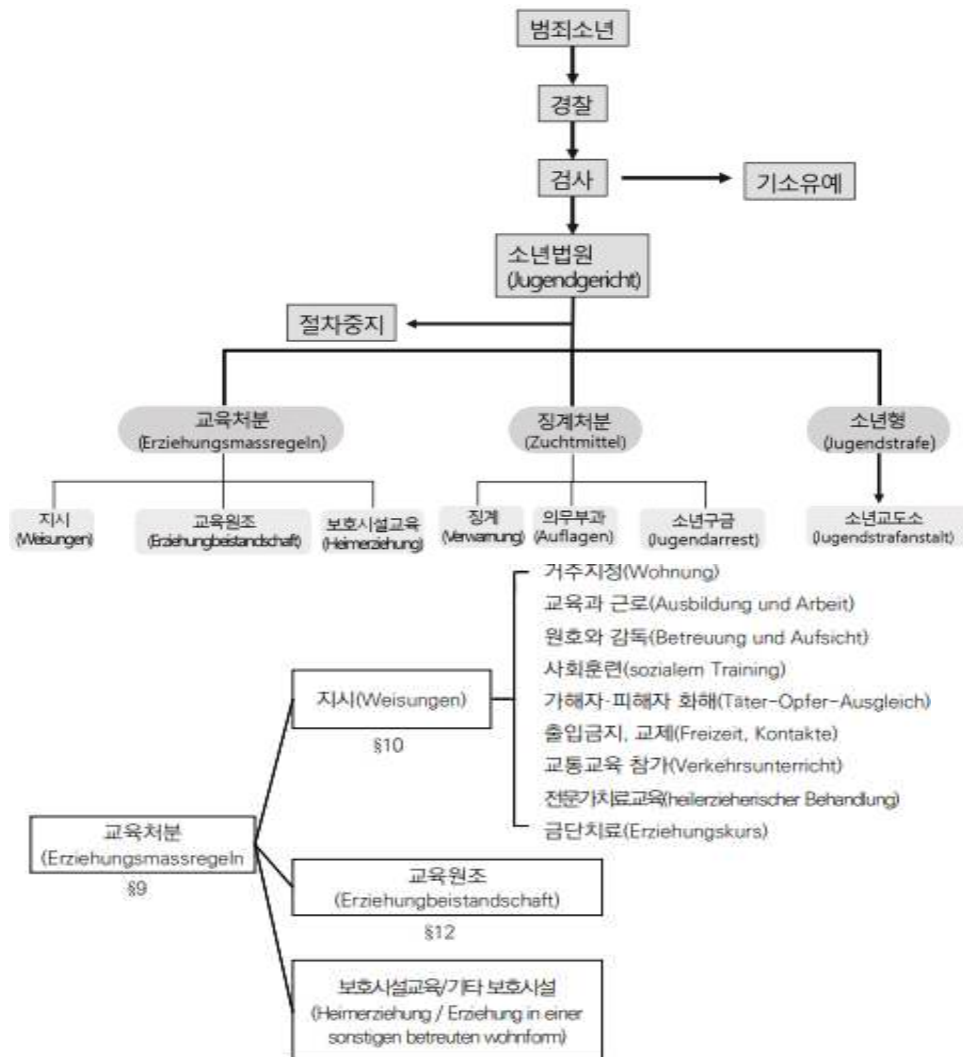 범죄소년
경찰
검사
기소유예
소년법원
(Jugendgericht)
절차중지
교육처분
(Erziehungsmassregeln)
징계처분
(Zuchtmittel)
소년형
(Jugendstrafe)
지시
(Weisungen)
교육원조
(Erziehungbeistandschaft)
보호시설교육
(Heimerziehung)
징계
(Verwarnung)
의무부과
(Auflagen)
소년구금
(Jugendarrest)
소년교도소
(Jugendstrafanstalt)
거주지정(Wohnung)
교육과 근로(Ausbildung und Arbeit)
원호와 감독(Betreuung und Aufsicht)
사회훈련(sozialem Training)
가해자·피해자 화해(Täter-Opfer-Ausgleich)
출입금지, 교제(Freizeit, Kontakte)
교통교육 참가(Verkehrsunterricht)
전문가치료교육(heilerzieherischer Behandlung)
금단치료(Erziehungskurs)
지시(Weisungen)
§10
교육처분
(Erziehungsmassregeln
§9
교육원조
(Erziehungbeistandschaft)
§12
보호시설교육/기타 보호시설
(Heimerziehung / Erziehung in einer
sonstigen betreuten wohnform)